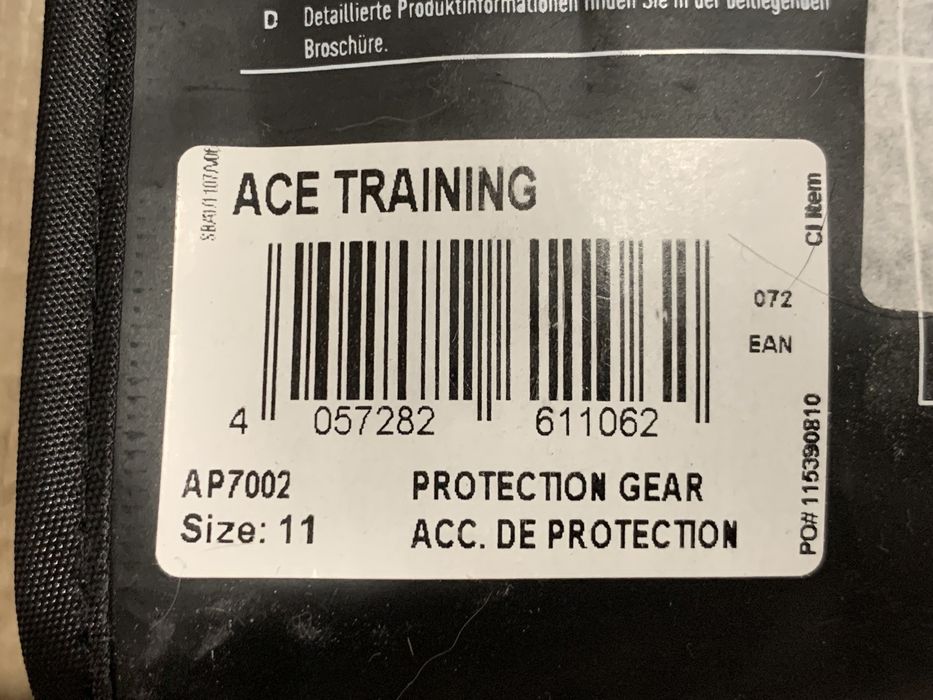 D Detaillierte Produktinformationen finden Sie in der beiliegenden
Broschüre.
ACE TRAINING
CJ Item
072
EAN
4 057282 611062
AP7002
PROTECTION GEAR
Size: 11
ACC. DE PROTECTION
PO# 115390810